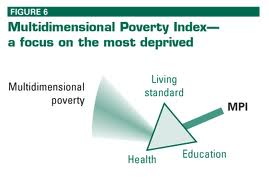 FIGURE 6
Multidimensional Poverty Index—
a focus on the most deprived
Living
standard
Multidimensional
poverty
MPI
Health
Education